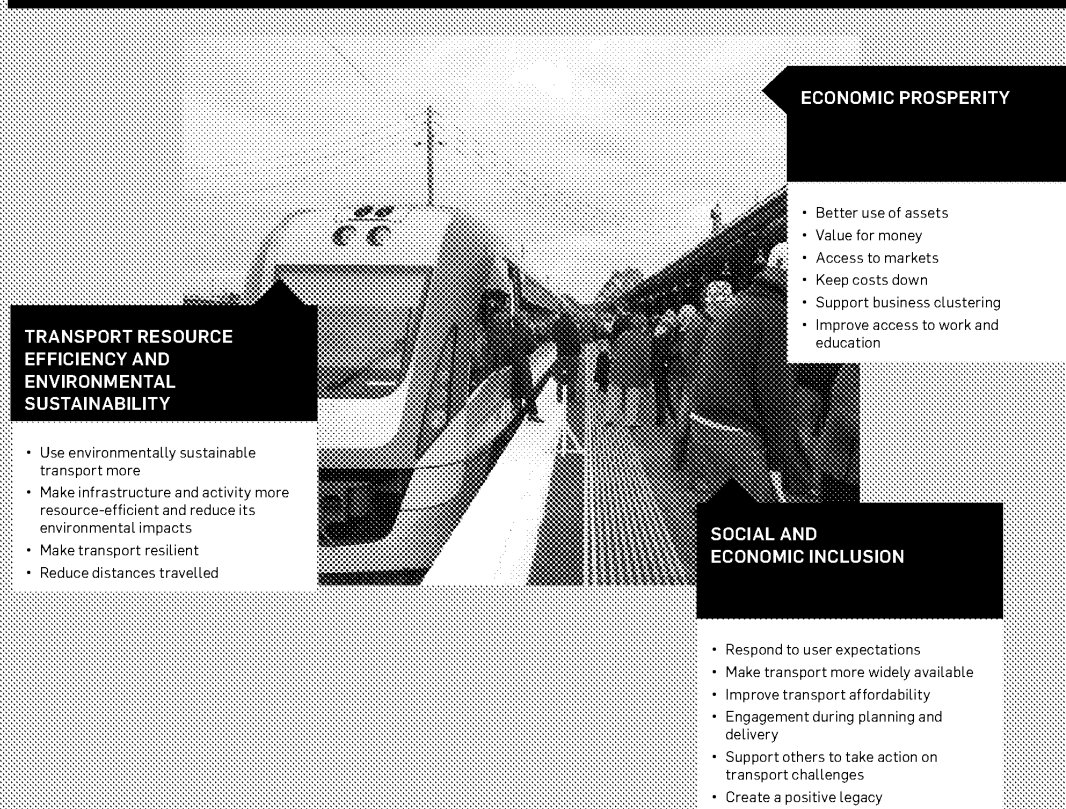 ECONOMIC PROSPERITY
• Better use of assets
• Value for money
• Access to markets
• Keep costs down
• Support business clustering
• Improve access to work and
education
TRANSPORT RESOURCE
EFFICIENCY AND
ENVIRONMENTAL
SUSTAINABILITY
• Use environmentally sustainable
transport more
• Make infrastructure and activity more
resource-efficient and reduce its
environmental impacts
• Make transport resilient
• Reduce distances travelled
SOCIAL AND
ECONOMIC INCLUSION
• Respond to user expectations
• Make transport more widely available
• Improve transport affordability
• Engagement during planning and
delivery
• Support others to take action on
transport challenges
• Create a positive legacy